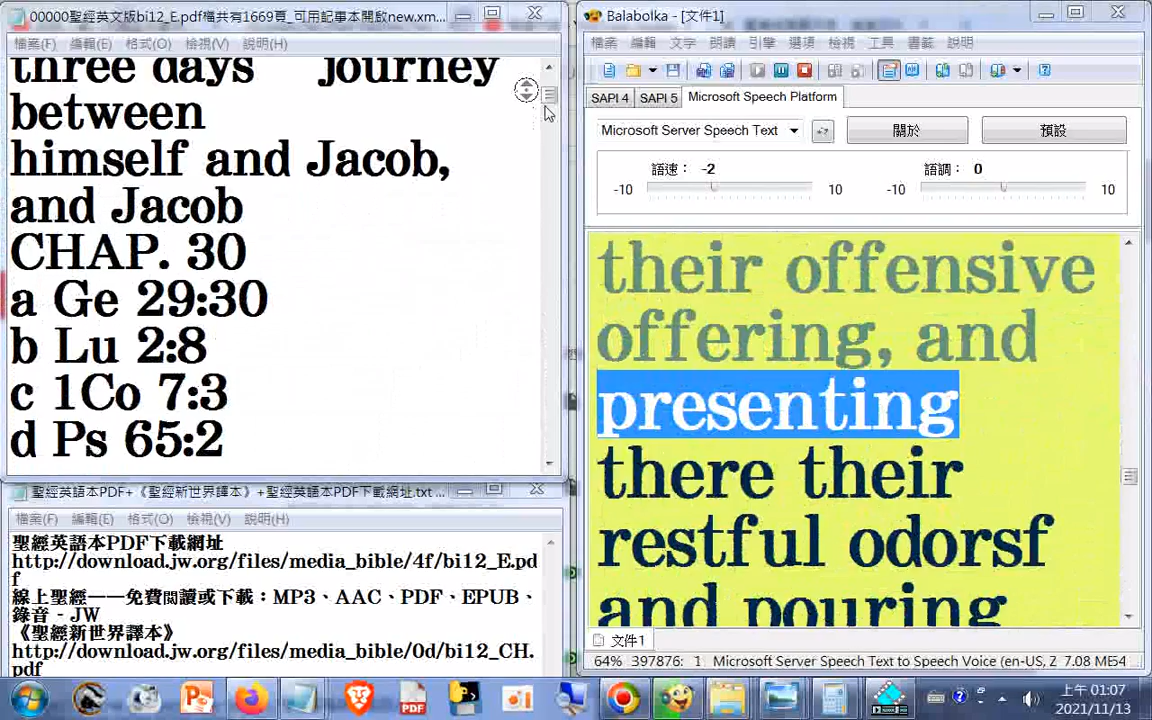 00000聖經英文版bi12_E.pdf檔共有1669頁_可用記事本開啟new.xm...
檔案(F) 編輯(E) 格式(O) 檢視(V) 說明(H)
three days journey
between
himself and Jacob,
and Jacob
CHAP. 30
a Ge 29:30
b Lu 2:8
c 1Co 7:3
d Ps 65:2
聖經英語本PDF+《聖經新世界譯本》+聖經英語本PDF下載網址.txt ...
檔案(F) 編輯(E) 格式(O) 檢視(V) 說明(H)
聖經英語本PDF下載網址
http://download.jw.org/files/media_bible/4f/bi12_E.pd
f
線上聖經——免費閱讀或下載：MP3、AAC、PDF、EPUB、
錄音 - JW
《聖經新世界譯本》
http://download.jw.org/files/media_bible/0d/bi12_CH.
pdf
Balabolka - [文件1]
檔案 編輯 文字 朗讀 引擎 選項 檢視 工具 書籤 說明
SAPI 4 SAPI 5 Microsoft Speech Platform
Microsoft Server Speech Text 關於 預設
語速： -2 語調： 0
-10 10 -10 10
their offensive
offering, and
presenting
there their
restful odorsf
and pouring
文件1
64% 397876: 1 Microsoft Server Speech Text to Speech Voice (en-US, Z 7.08 ME54
上午 01:07
2021/11/13